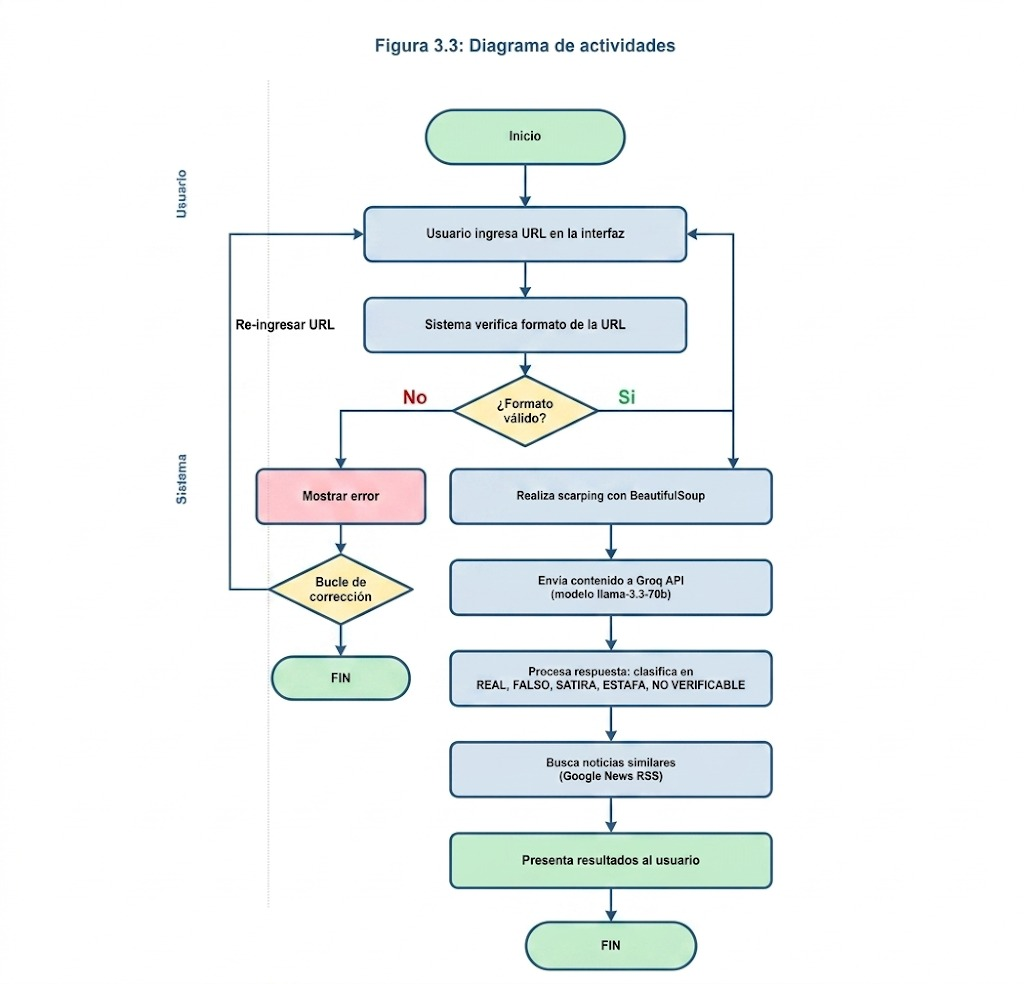 Figura 3.3: Diagrama de actividades
Inicio
Usuario
Usuario ingresa URL en la interfaz
Re-ingresar URL
Sistema verifica formato de la URL
No
¿Formato
válido?
Si
Sistema
Mostrar error
Realiza scarping con BeautifulSoup
Bucle de
corrección
Envía contenido a Groq API
(modelo llama-3.3-70b)
FIN
Procesa respuesta: clasifica en
REAL, FALSO, SATIRA, ESTAFA, NO VERIFICABLE
Busca noticias similares
(Google News RSS)
Presenta resultados al usuario
FIN